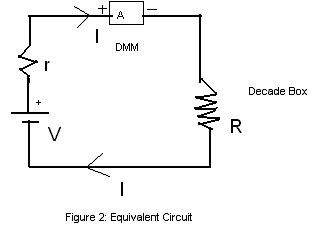 + A −
I
DMM
r
+
V
Decade Box
R
I
Figure 2: Equivalent Circuit